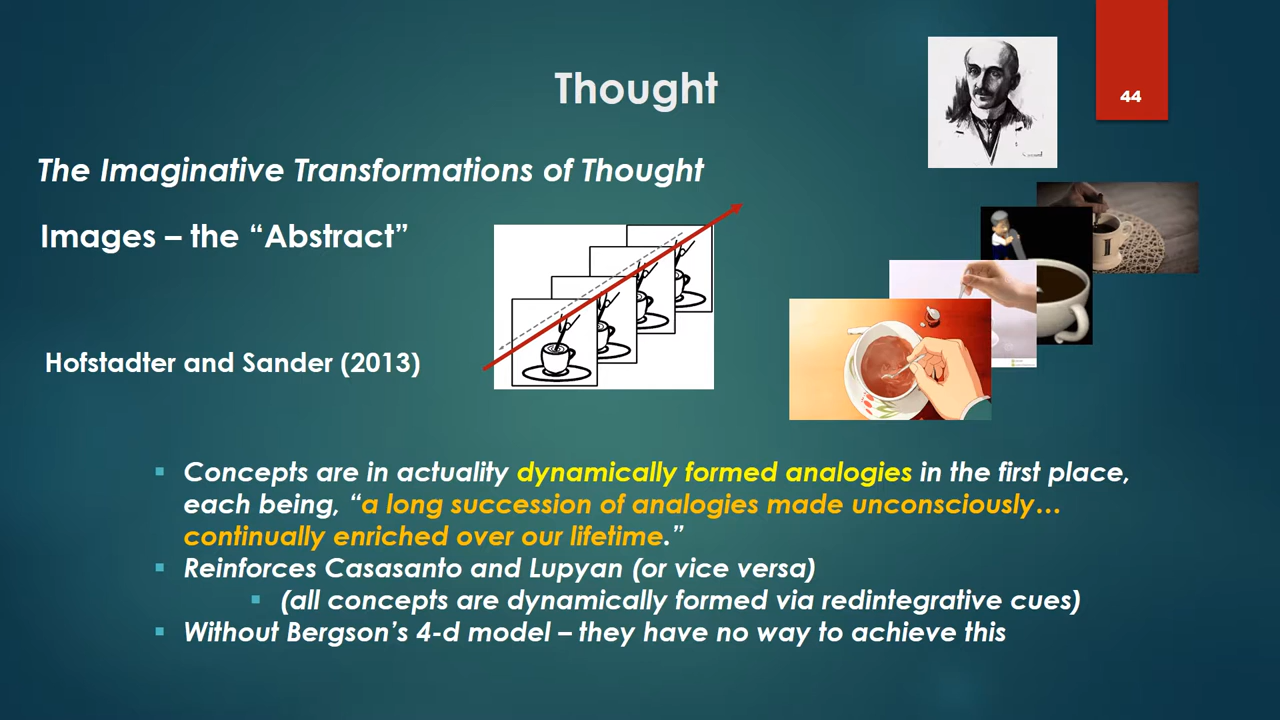 Thought
44
The Imaginative Transformations of Thought
Images – the “Abstract”
Hofstadter and Sander (2013)
▪ Concepts are in actuality dynamically formed analogies in the first place,
each being, “a long succession of analogies made unconsciously…
continually enriched over our lifetime.”
▪ Reinforces Casasanto and Lupyan (or vice versa)
▪ (all concepts are dynamically formed via redintegrative cues)
▪ Without Bergson’s 4-d model – they have no way to achieve this